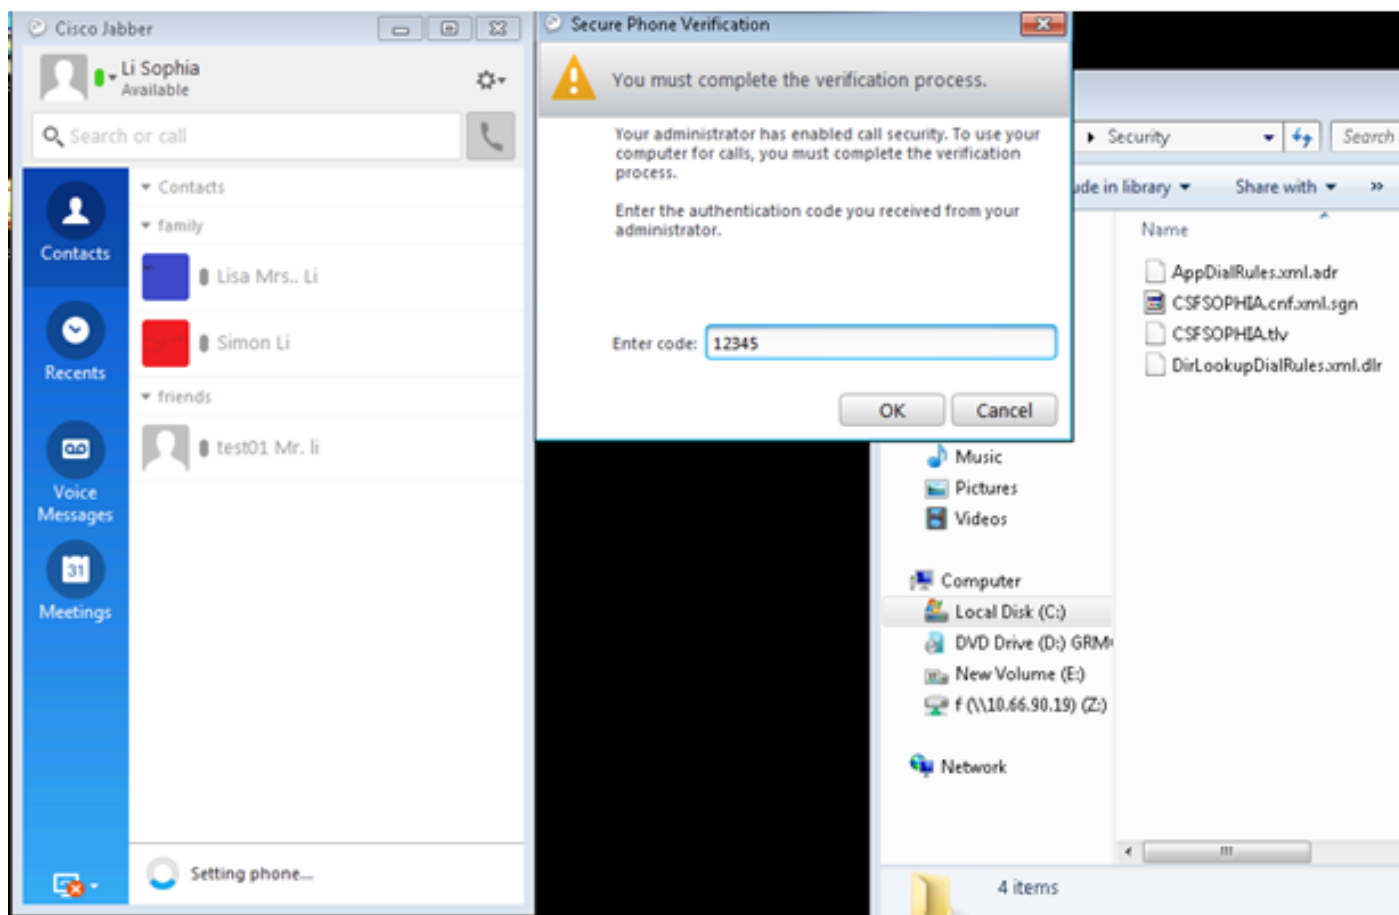 Cisco Jabber
Li Sophia
Available
Search or call
Contacts
Recents
Voice
Messages
31
Meetings
Contacts
family
Lisa Mrs.. Li
Simon Li
friends
test01 Mr. li
Setting phone...
Secure Phone Verification
You must complete the verification process.
Your administrator has enabled call security. To use your
computer for calls, you must complete the verification
process.
Enter the authentication code you received from your
administrator.
Enter code: 12345
OK Cancel
Security Search
ude in library Share with »
Name
AppDialRules.xml.adr
CSFSOPHIA.cnf.xml.sgn
CSFSOPHIA.tlv
DirLookupDialRules.xml.dlr
Music
Pictures
Videos
Computer
Local Disk (C:)
DVD Drive (D:) GRM
New Volume (E:)
f (\\10.66.90.19) (Z:)
Network
4 items